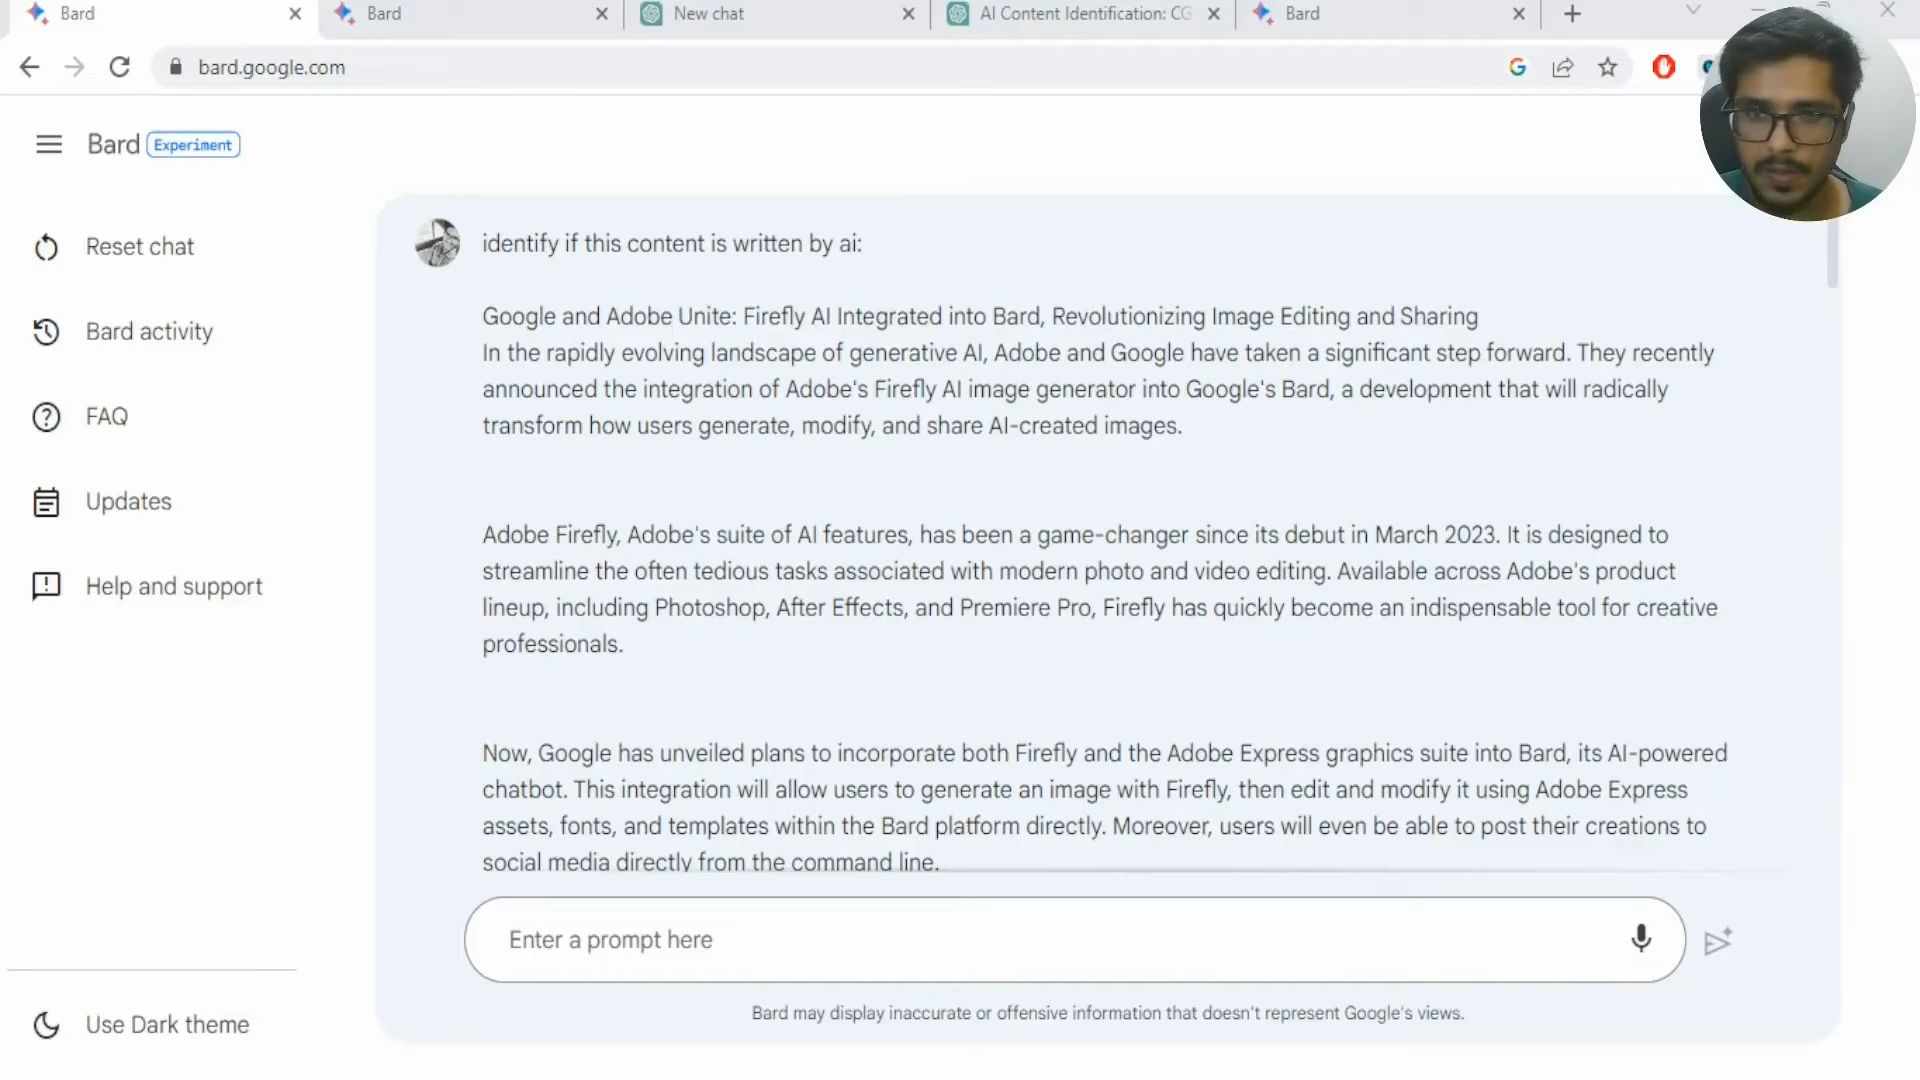 Bard
Bard
New chat
AI Content Identification: CG
Bard
bard.google.com
Bard Experiment
Reset chat
Bard activity
FAQ
Updates
Help and support
Use Dark theme
identify if this content is written by ai:
Google and Adobe Unite: Firefly AI Integrated into Bard, Revolutionizing Image Editing and Sharing
In the rapidly evolving landscape of generative AI, Adobe and Google have taken a significant step forward. They recently
announced the integration of Adobe's Firefly AI image generator into Google's Bard, a development that will radically
transform how users generate, modify, and share AI-created images.
Adobe Firefly, Adobe's suite of AI features, has been a game-changer since its debut in March 2023. It is designed to
streamline the often tedious tasks associated with modern photo and video editing. Available across Adobe's product
lineup, including Photoshop, After Effects, and Premiere Pro, Firefly has quickly become an indispensable tool for creative
professionals.
Now, Google has unveiled plans to incorporate both Firefly and the Adobe Express graphics suite into Bard, its AI-powered
chatbot. This integration will allow users to generate an image with Firefly, then edit and modify it using Adobe Express
assets, fonts, and templates within the Bard platform directly. Moreover, users will even be able to post their creations to
social media directly from the command line.
Enter a prompt here
Bard may display inaccurate or offensive information that doesn't represent Google's views.